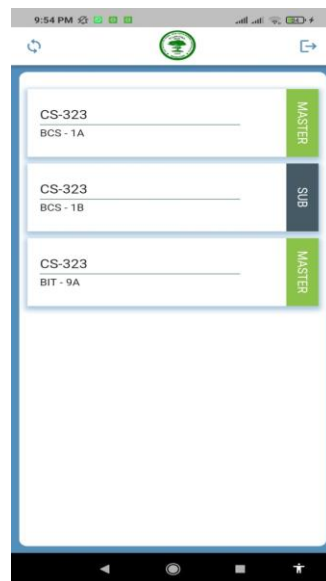 9:54 PM
CS-323
BCS - 1A
MASTER
CS-323
BCS - 1B
SUB
CS-323
BIT - 9A
MASTER